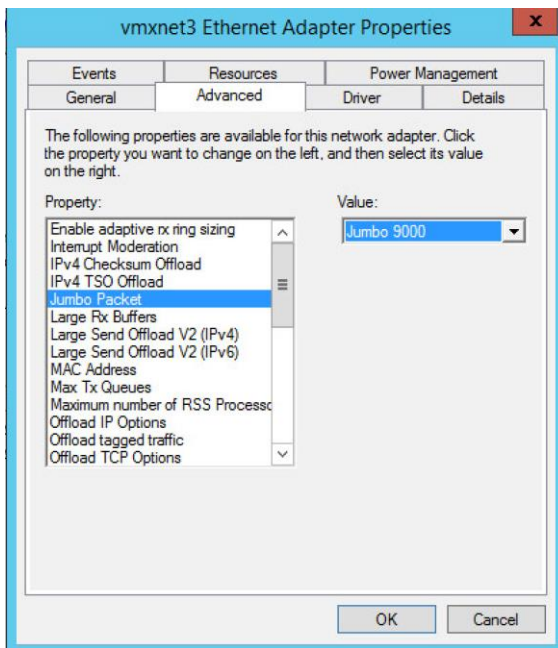 vmxnet3 Ethernet Adapter Properties
x
Events Resources Power Management
General Advanced Driver Details
The following properties are available for this network adapter. Click
the property you want to change on the left, and then select its value
on the right.
Property: Value:
Enable adaptive rx ring sizing Jumbo 9000
Interrupt Moderation
IPv4 Checksum Offload
IPv4 TSO Offload
Jumbo Packet
Large Rx Buffers
Large Send Offload V2 (IPv4)
Large Send Offload V2 (IPv6)
MAC Address
Max Tx Queues
Maximum number of RSS Processo
Offload IP Options
Offload tagged traffic
Offload TCP Options
OK Cancel